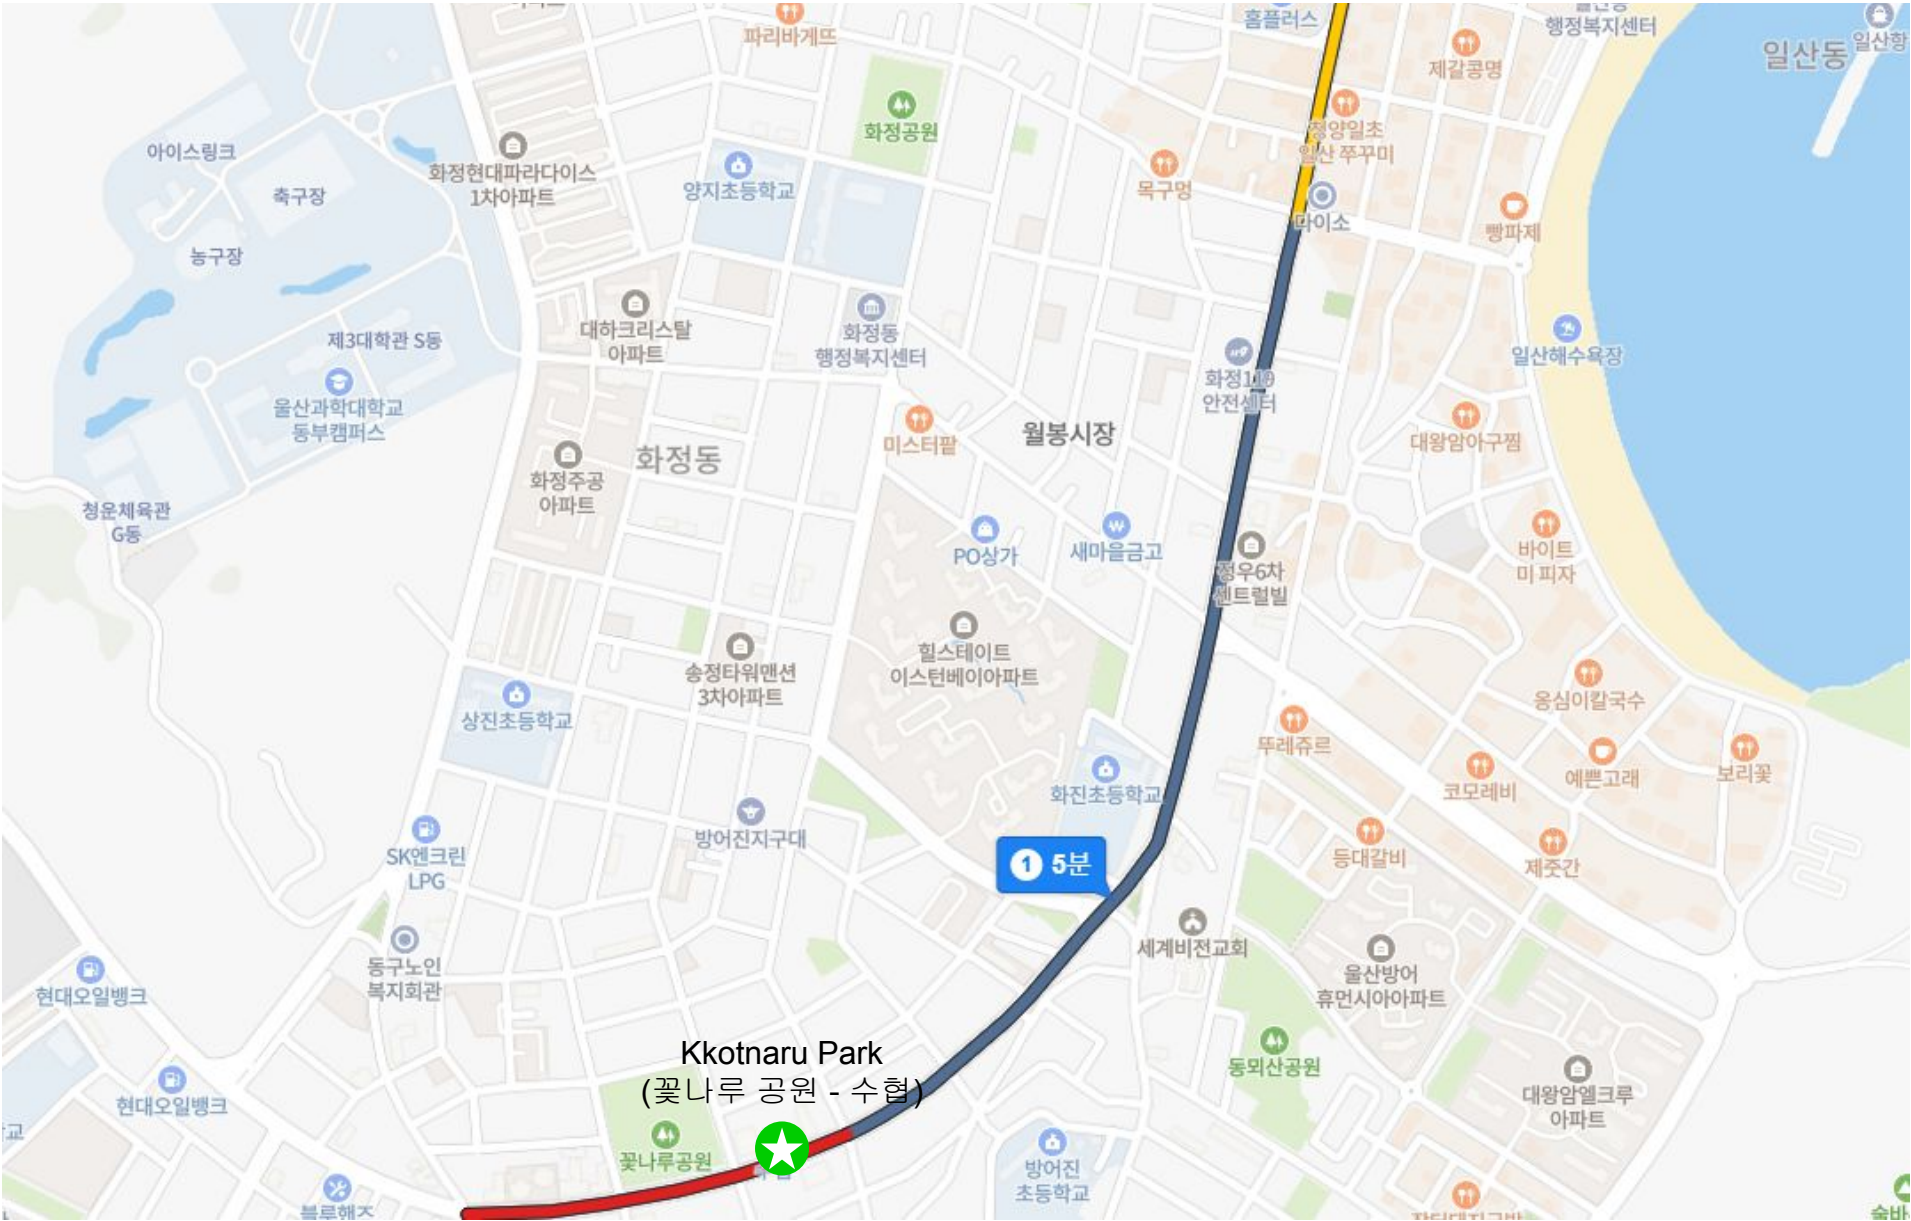 홈플러스
행정복지센터
일산항
일산동
파리바게뜨
제갈콩명
화정공원
청양일초
일산 쭈꾸미
아이스링크
화정현대파라다이스
1차아파트
양지초등학교
목구멍
축구장
다이소
빵파제
농구장
대하크리스탈
아파트
화정동
행정복지센터
제3대학관 S동
일산해수욕장
119
화정119
안전센터
울산과학대학교
동부캠퍼스
미스터팥
월봉시장
대왕암아구찜
화정동
화정주공
아파트
청운체육관
G동
PO상가
새마을금고
바이트
미 피자
정우6차
센트럴빌
힐스테이트
이스턴베이아파트
송정타워맨션
3차아파트
상진초등학교
옹심이칼국수
뚜레쥬르
예쁜고래
보리꽃
코모레비
화진초등학교
방어진지구대
SK엔크린
LPG
1 5분
등대갈비
제줏간
동구노인
복지회관
세계비전교회
울산방어
휴먼시아아파트
현대오일뱅크
Kkotnaru Park
(꽃나루 공원 - 수협)
동뫼산공원
현대오일뱅크
대왕암엘크루
아파트
교
꽃나루공원
방어진
초등학교
블루핸즈